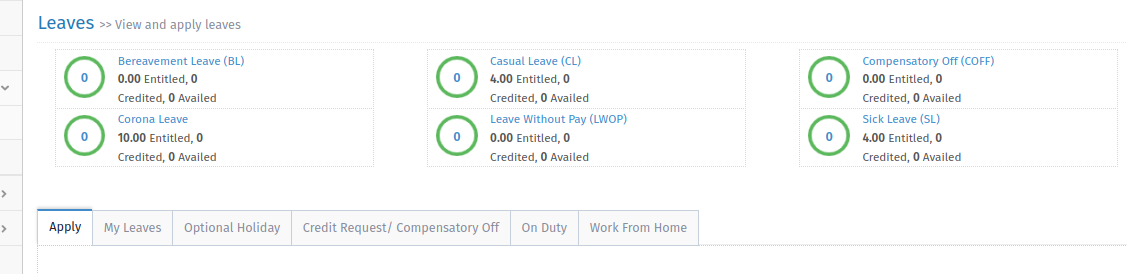 Leaves >> View and apply leaves
0 Bereavement Leave (BL)
0.00 Entitled, 0
Credited, 0 Availed
0 Casual Leave (CL)
4.00 Entitled, 0
Credited, 0 Availed
0 Compensatory Off (COFF)
0.00 Entitled, 0
Credited, 0 Availed
0 Corona Leave
10.00 Entitled, 0
Credited, 0 Availed
0 Leave Without Pay (LWOP)
0.00 Entitled, 0
Credited, 0 Availed
0 Sick Leave (SL)
4.00 Entitled, 0
Credited, 0 Availed
Apply My Leaves Optional Holiday Credit Request/ Compensatory Off On Duty Work From Home